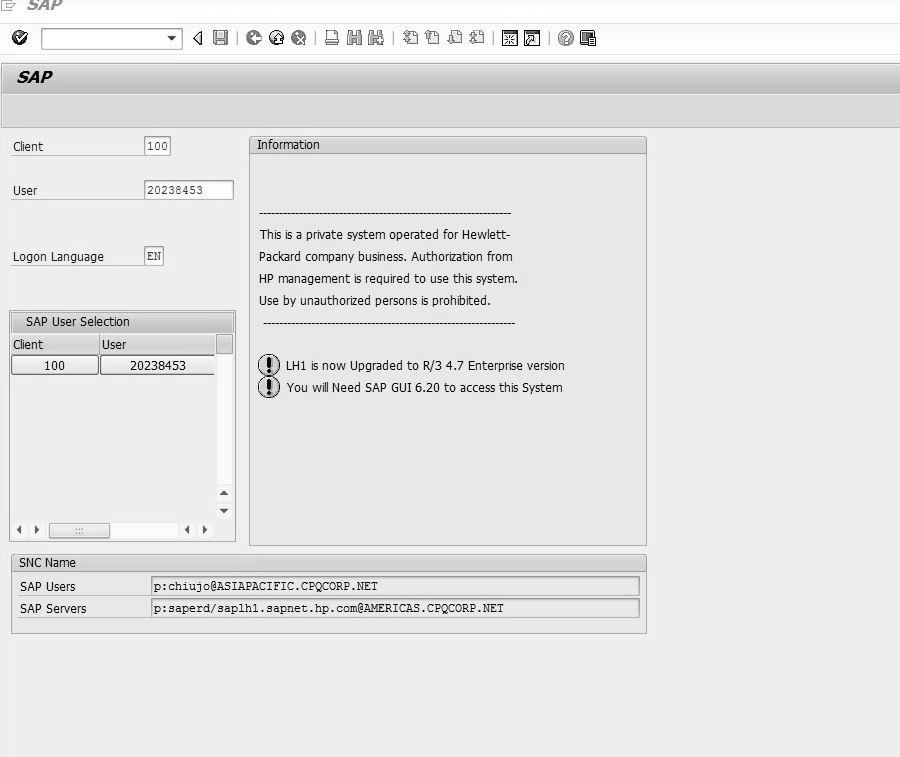 SAP
SAP
Client 100
User 20238453
Logon Language EN
SAP User Selection
Client User
100 20238453
Information
------------------------------------------------------------
This is a private system operated for Hewlett-
Packard company business. Authorization from
HP management is required to use this system.
Use by unauthorized persons is prohibited.
------------------------------------------------------------
LH1 is now Upgraded to R/3 4.7 Enterprise version
You will Need SAP GUI 6.20 to access this System
SNC Name
SAP Users p:chiujo@ASIAPACIFIC.CPQCORP.NET
SAP Servers p:saperd/saplh1.sapnet.hp.com@AMERICAS.CPQCORP.NET